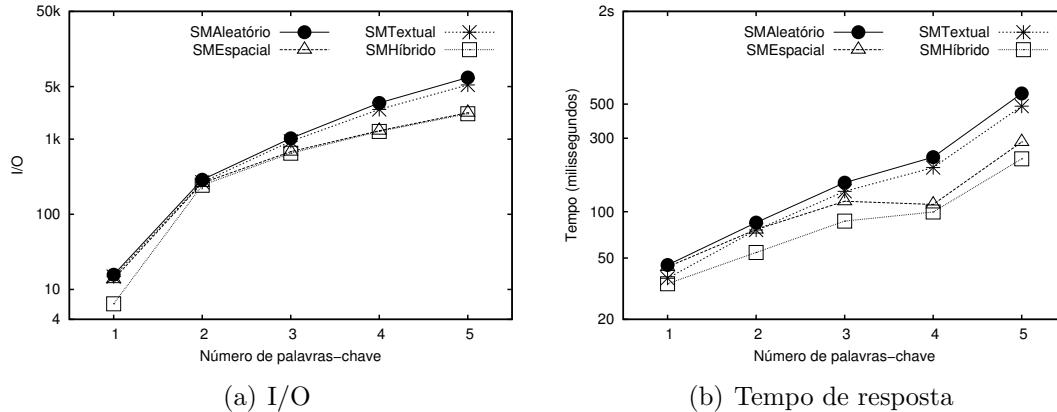 50k
5k
1k
100
10
4
I/O
SMAleatório
SMEspacial
SMTextual
SMHíbrido
1 2 3 4 5
Número de palavras-chave
(a) I/O
2s
500
300
100
50
20
Tempo (milissegundos)
SMAleatório
SMEspacial
SMTextual
SMHíbrido
1 2 3 4 5
Número de palavras-chave
(b) Tempo de resposta